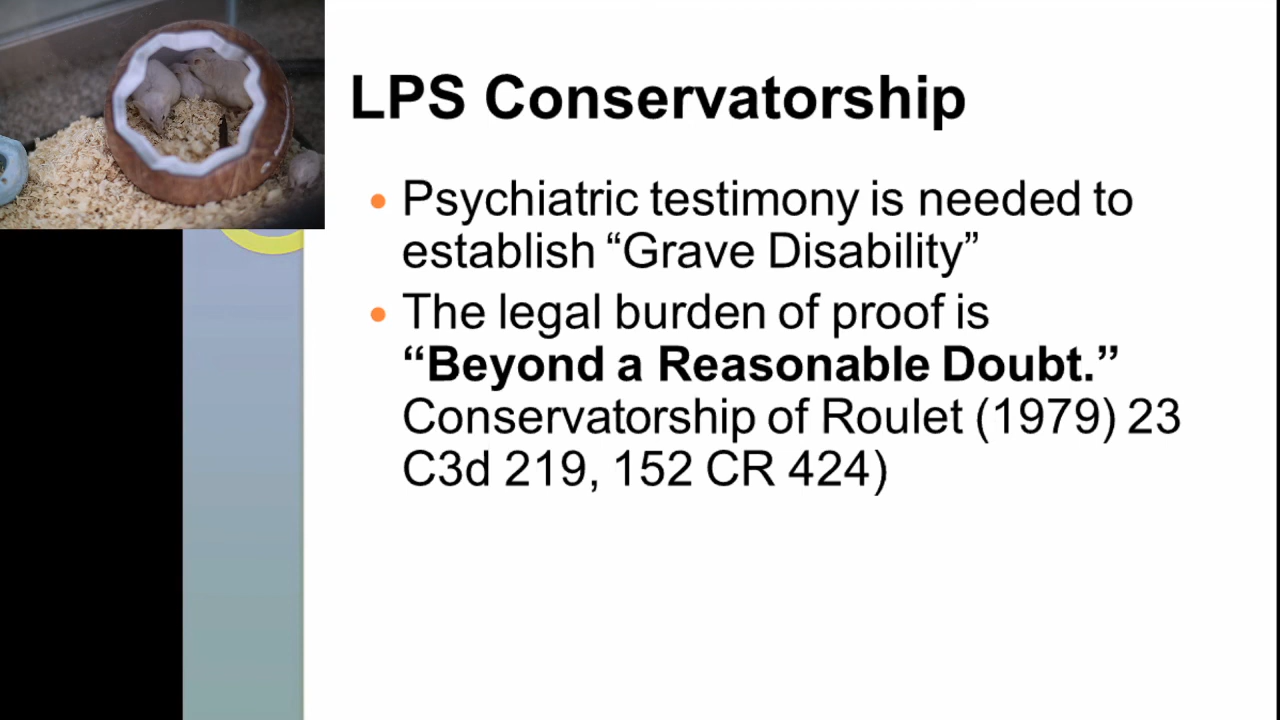 LPS Conservatorship
• Psychiatric testimony is needed to
establish “Grave Disability”
• The legal burden of proof is
“Beyond a Reasonable Doubt.”
Conservatorship of Roulet (1979) 23
C3d 219, 152 CR 424)